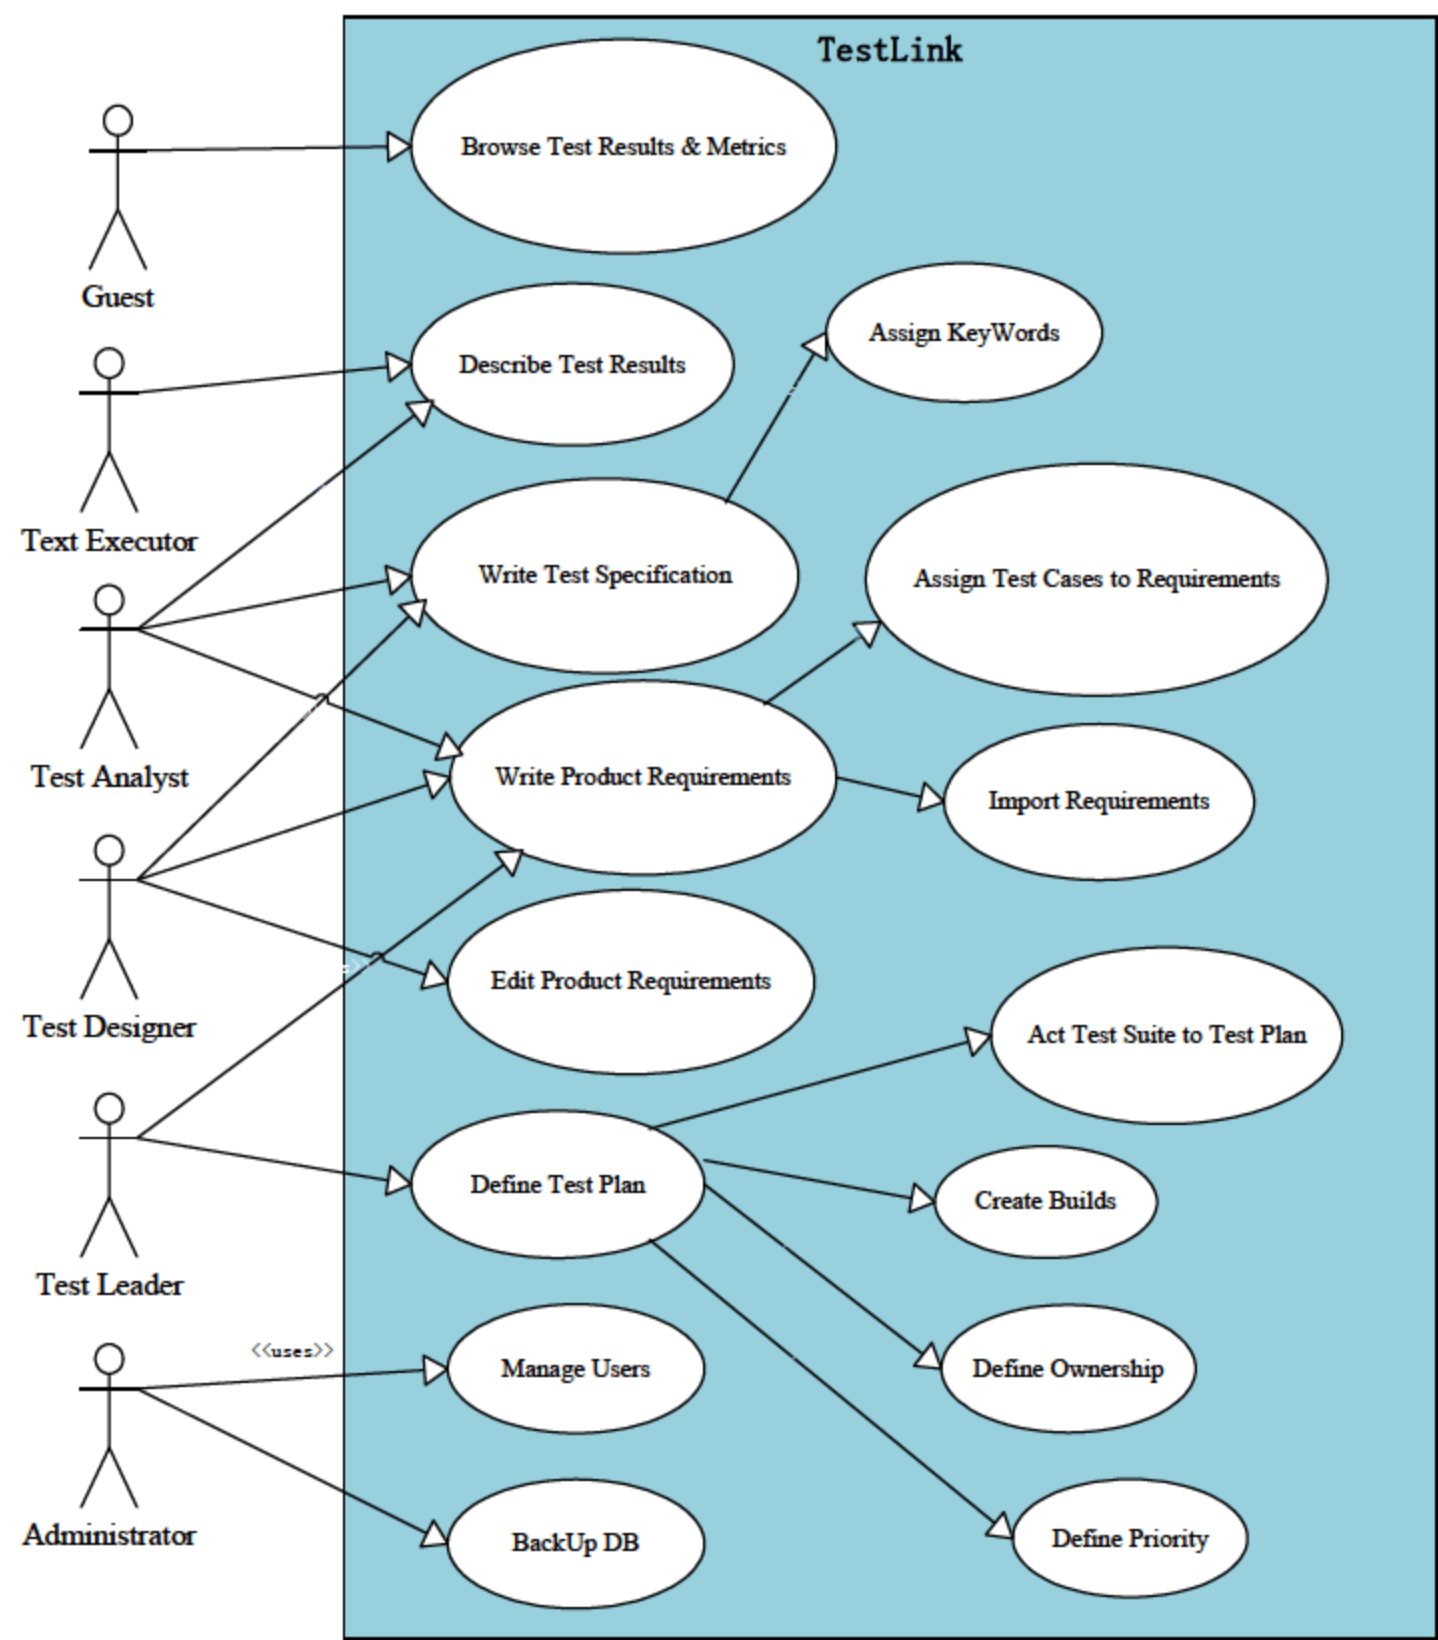 TestLink
Browse Test Results & Metrics
Guest
Assign KeyWords
Describe Test Results
Text Executor
Write Test Specification
Assign Test Cases to Requirements
Test Analyst
Write Product Requirements
Import Requirements
Edit Product Requirements
Test Designer
Act Test Suite to Test Plan
Define Test Plan
Create Builds
Test Leader
<<uses>>
Manage Users
Define Ownership
Administrator
BackUp DB
Define Priority